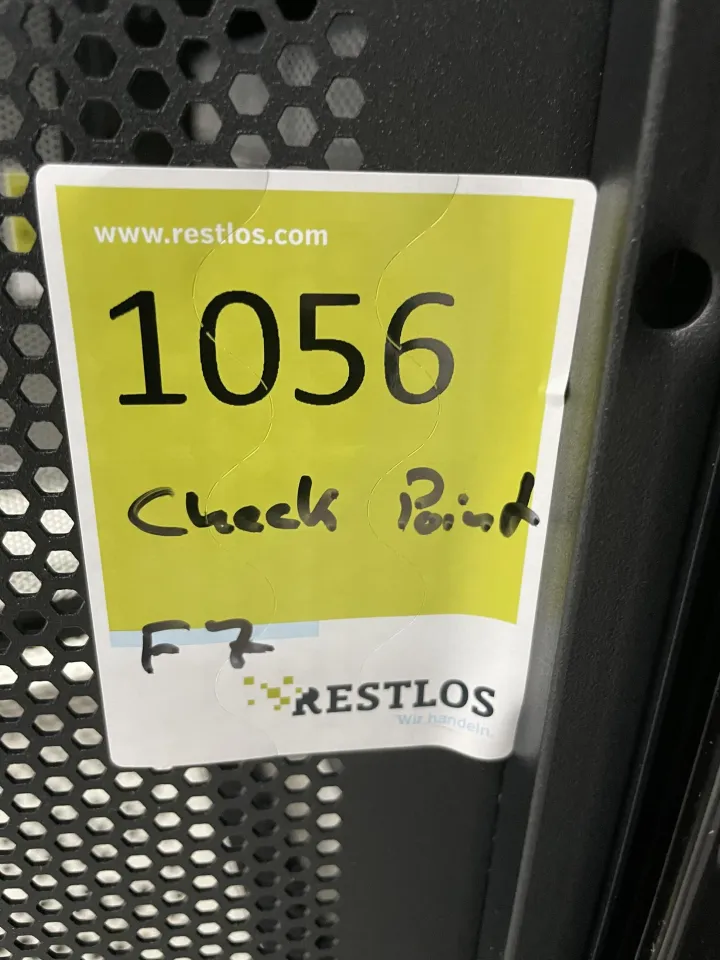 www.restlos.com
1056
Check Point
F7
RESTLOS
Wir handeln.